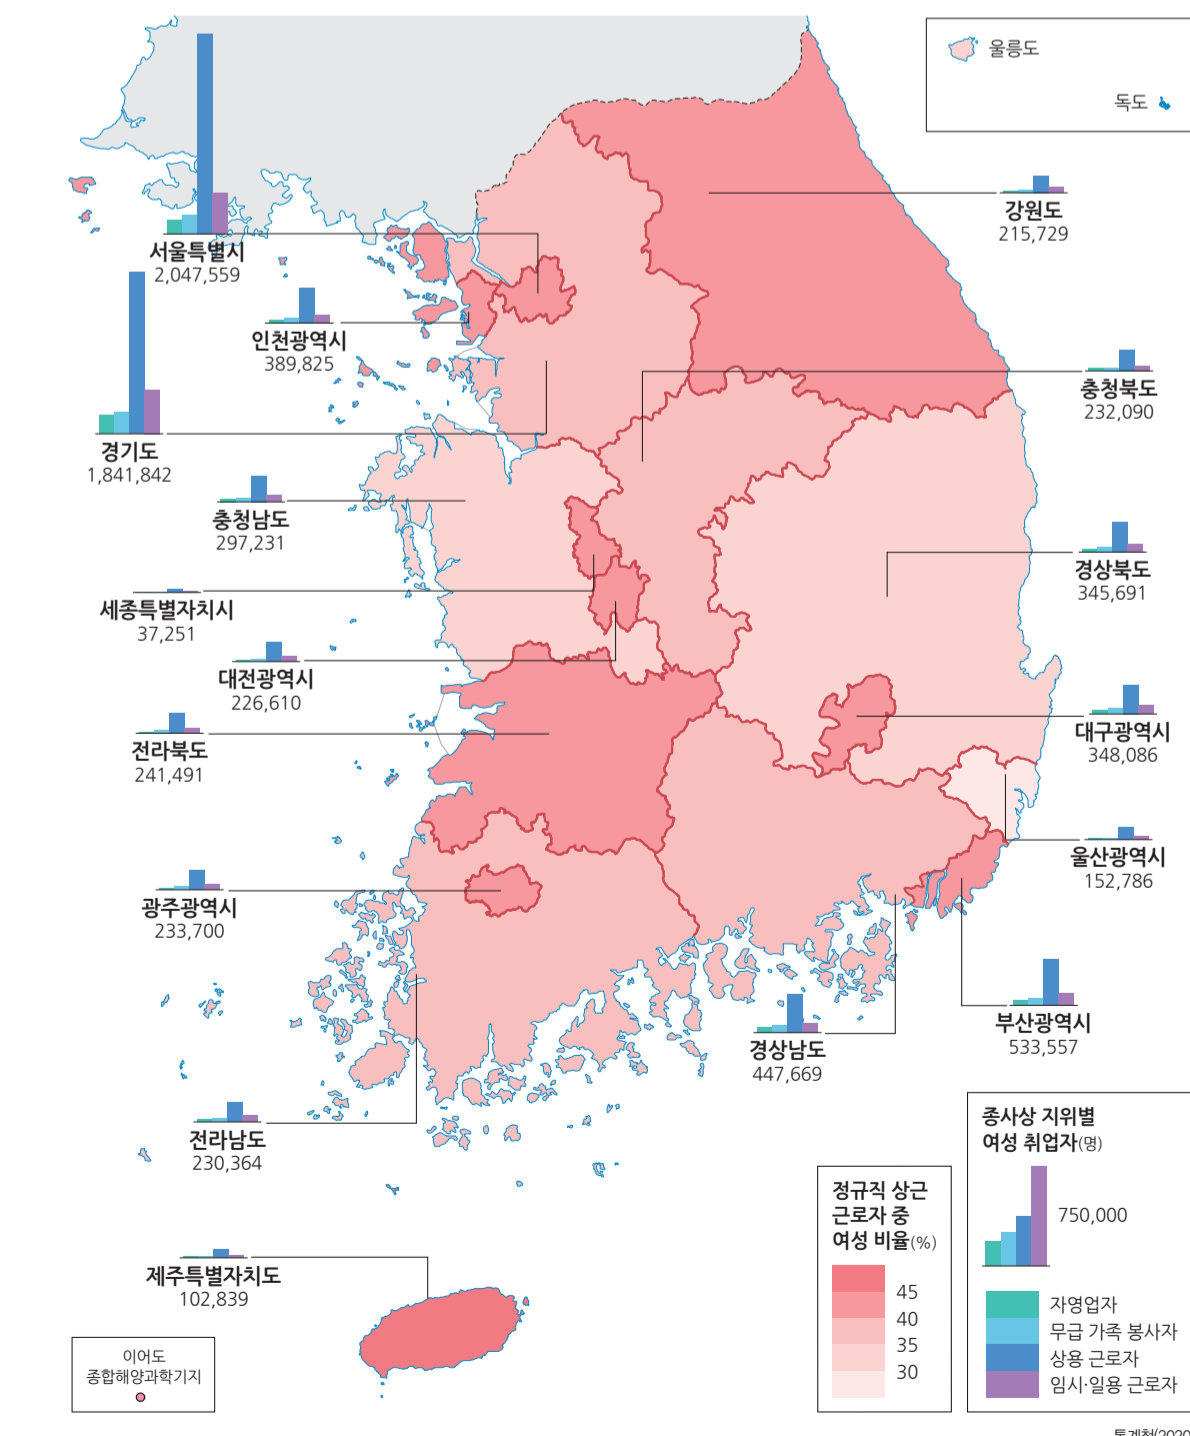 울릉도
독도
강원도
215,729
서울특별시
2,047,559
인천광역시
389,825
충청북도
232,090
경기도
1,841,842
충청남도
297,231
경상북도
345,691
세종특별자치시
37,251
대전광역시
226,610
대구광역시
348,086
전라북도
241,491
울산광역시
152,786
광주광역시
233,700
부산광역시
533,557
경상남도
447,669
전라남도
230,364
제주특별자치도
102,839
이어도
종합해양과학기지
정규직 상근
근로자 중
여성 비율(%)
45
40
35
30
종사상 지위별
여성 취업자(명)
750,000
자영업자
무급 가족 봉사자
상용 근로자
임시·일용 근로자
통계청(2020